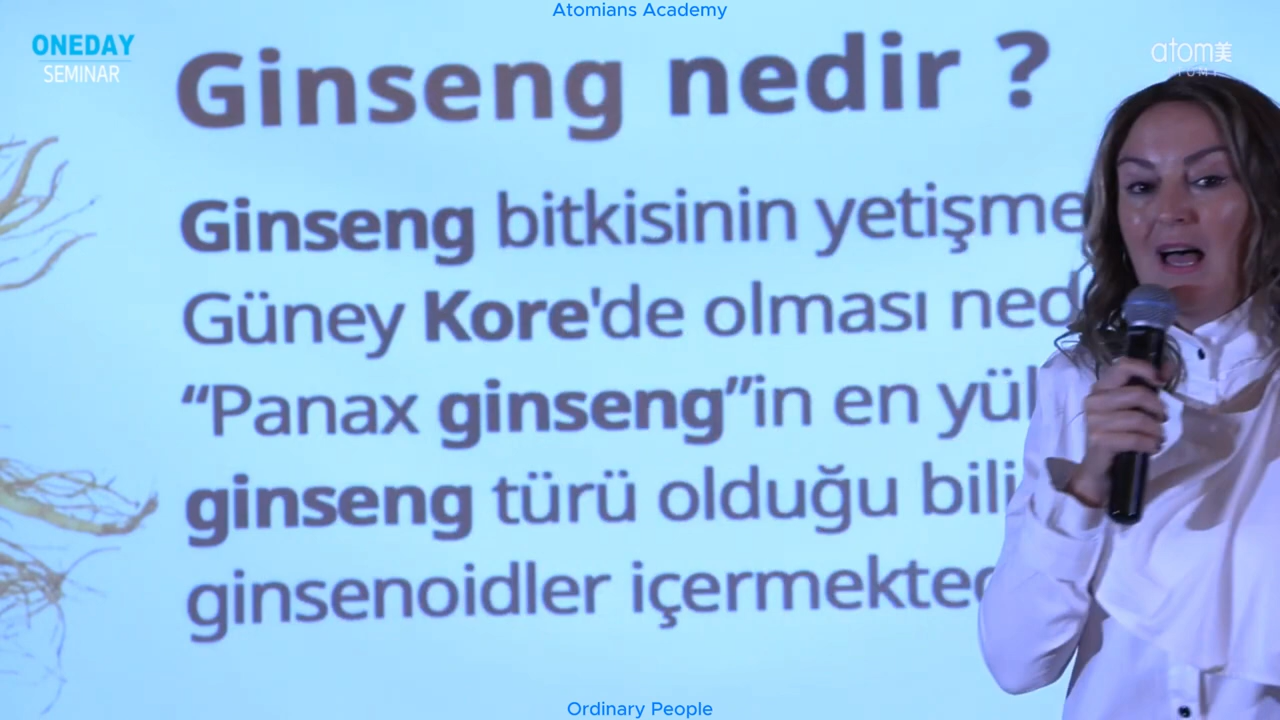 Atomians Academy
ONEDAY
SEMINAR
atom美
Ginseng nedir ?
Ginseng bitkisinin yetişme
Güney Kore'de olması ned
“Panax ginseng”in en yü
ginseng türü olduğu bili
ginsenoidler içermekted
Ordinary People